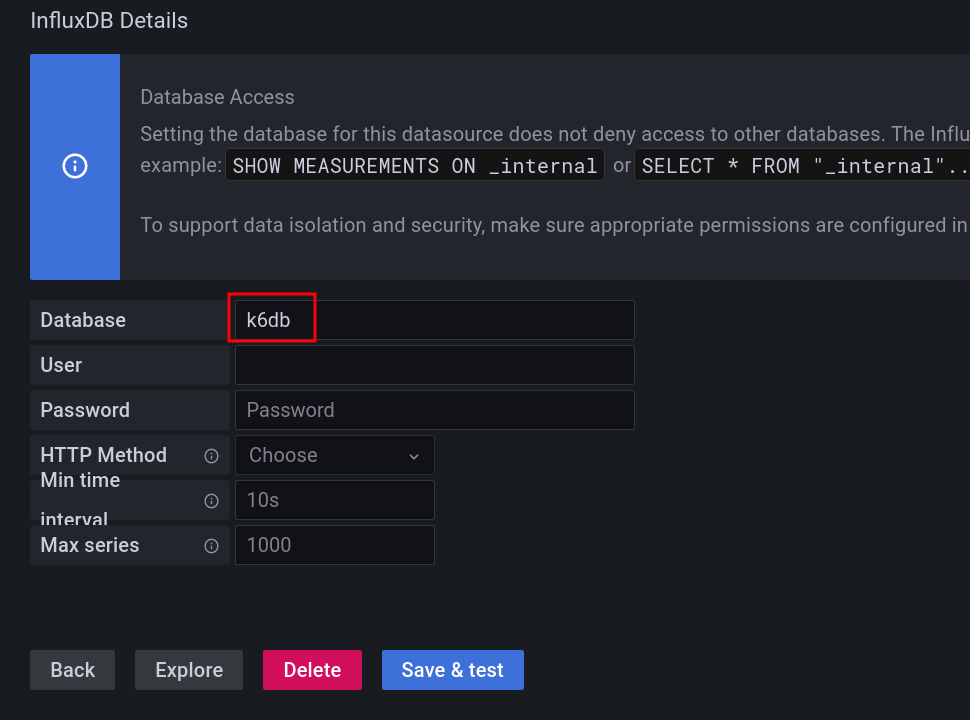 InfluxDB Details
Database Access
Setting the database for this datasource does not deny access to other databases. The Influ
example: SHOW MEASUREMENTS ON _internal or SELECT * FROM "_internal"..
To support data isolation and security, make sure appropriate permissions are configured in
Database k6db
User
Password Password
HTTP Method Choose
Min time interval 10s
Max series 1000
Back Explore Delete Save & test